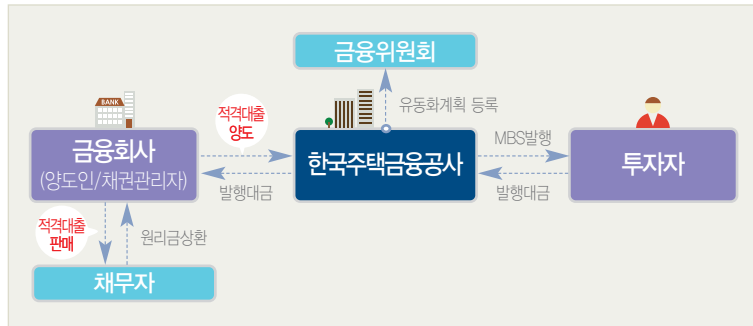 금융위원회
BANK
적격대출
양도
유동화계획 등록
금융회사
(양도인/채권관리자)
한국주택금융공사
MBS발행
투자자
발행대금
발행대금
적격대출
판매
원리금상환
채무자